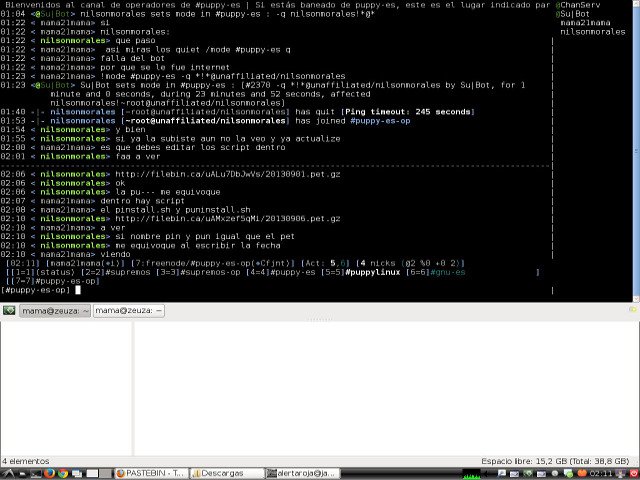 Bienvenidos al canal de operadores de #puppy-es | Si estás baneado de puppy-es, este es el lugar indicado par
@ChanServ
01:04 <@Su|Bot> nilsonmorales sets mode in #puppy-es : -q nilsonmorales!*@*
@Su|Bot
01:22 < mama21mama> si
mama21mama
01:22 < mama21mama> nilsonmorales:
nilsonmorales
01:22 < nilsonmorales> que paso
01:22 < mama21mama>  asi miras los quiet /mode #puppy-es q
01:22 < mama21mama> falla del bot
01:22 < mama21mama> por que se le fue internet
01:23 < mama21mama> !mode #puppy-es -q *!*@unaffiliated/nilsonmorales
01:23 <@Su|Bot> Su|Bot sets mode in #puppy-es : [#2370 -q *!*@unaffiliated/nilsonmorales by Su|Bot, for 1
minute and 0 seconds, during 23 minutes and 52 seconds, affected
nilsonmorales!~root@unaffiliated/nilsonmorales]
01:40 -|- nilsonmorales [~root@unaffiliated/nilsonmorales] has quit [Ping timeout: 245 seconds]
01:53 -|- nilsonmorales [~root@unaffiliated/nilsonmorales] has joined #puppy-es-op
01:54 < nilsonmorales> y bien
01:55 < nilsonmorales> si ya la subiste aun no la veo y ya actualize
02:00 < mama21mama> es que debes editar los script dentro
02:01 < nilsonmorales> faa a ver
02:06 < nilsonmorales> http://filebin.ca/uALu7DbJwVs/20130901.pet.gz
02:06 < nilsonmorales> ok
02:06 < nilsonmorales> la pu--- me equivoque
02:07 < mama21mama> dentro hay script
02:10 < mama21mama> el pinstall.sh y puninstall.sh
02:10 < nilsonmorales> http://filebin.ca/uAMxzef5qMi/20130906.pet.gz
02:10 < mama21mama> a ver
02:10 < mama21mama> si nombre pin y pun igual que el pet
02:10 < nilsonmorales> me equivoque al escribir la fecha
02:10 < mama21mama> viendo
[02:11] [mama21mama(+i)] [7:freenode/#puppy-es-op(+Cfjnt)] [Act: 5,6] [4 nicks (@2 %0 +0 2)]
[[1=1](status) [2=2]#supremos [3=3]#supremos-op [4=4]#puppy-es [5=5]#puppylinux [6=6]#gnu-es ]
[[7=7]#puppy-es-op]
[#puppy-es-op]
mama@zeuza: ~
mama@zeuza: ~
4 elementos
Espacio libre: 15,2 GB (Total: 38,8 GB)
PASTEBIN - T...
Descargas
alertaroja@ja...
02:11